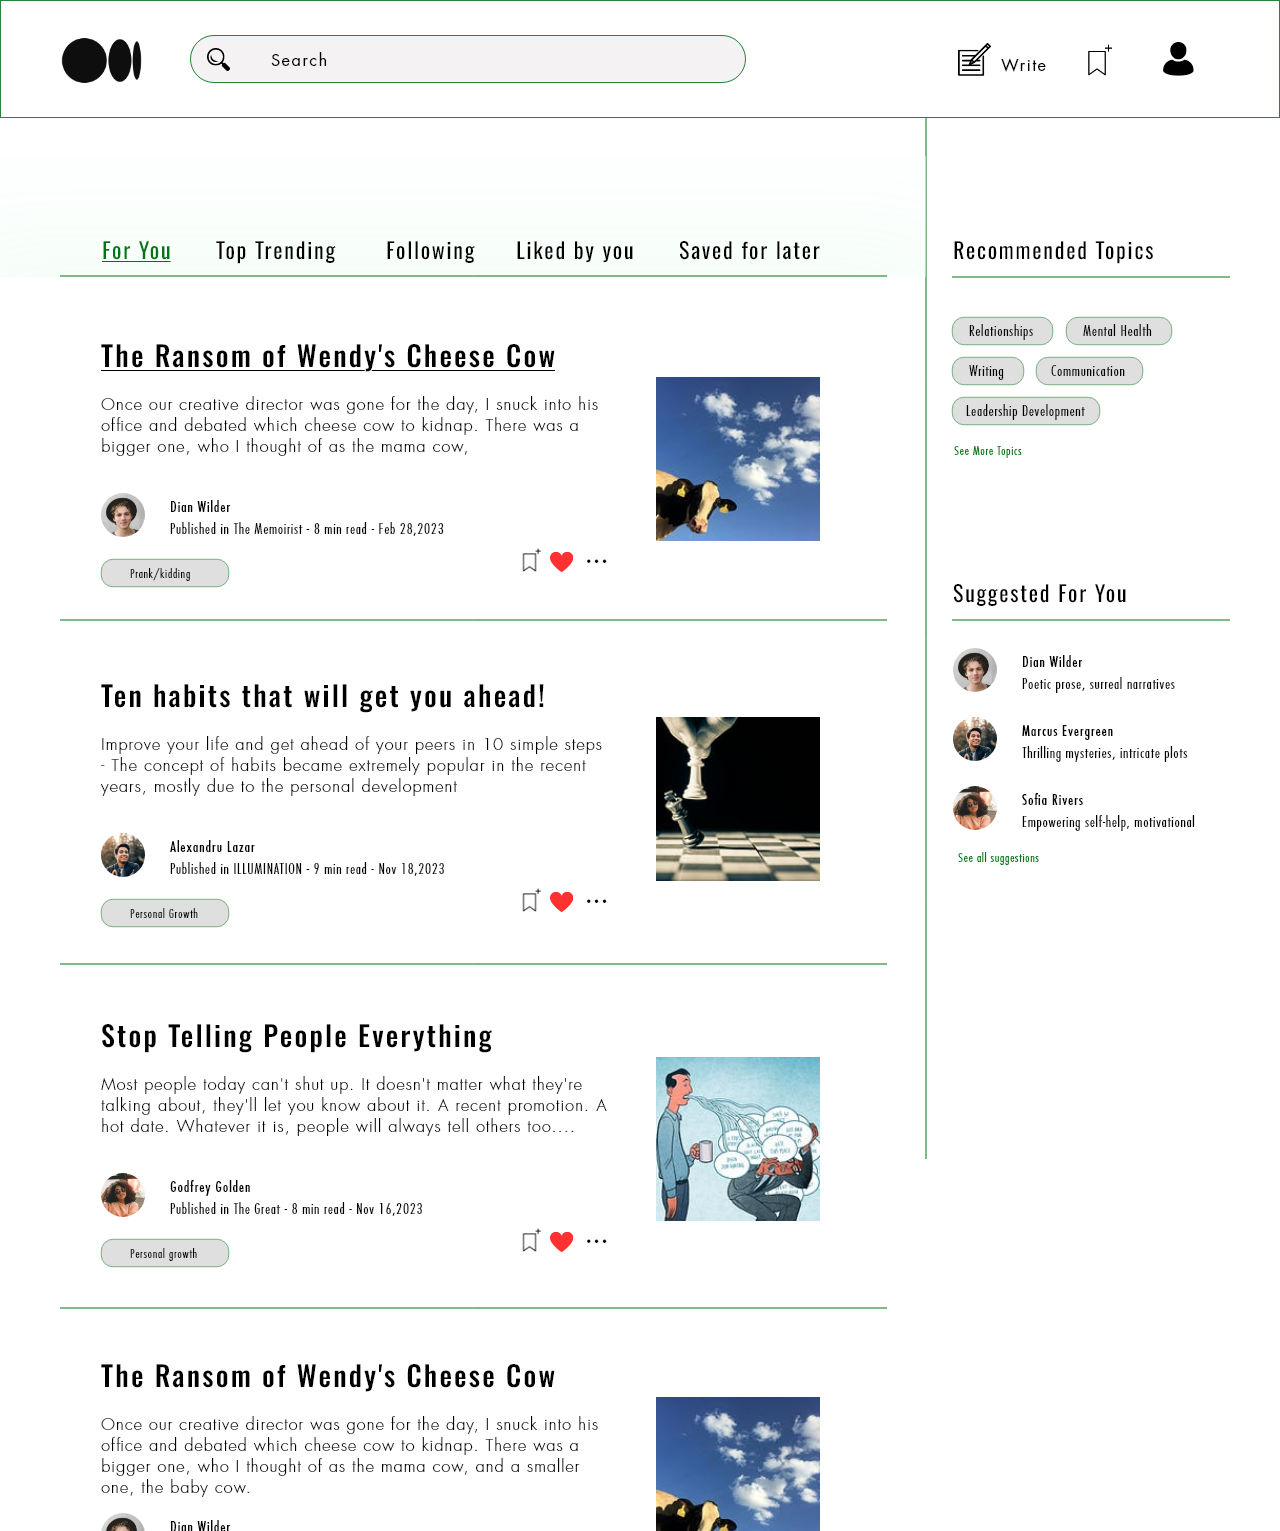 Search
Write
For You
Top Trending
Following
Liked by you
Saved for later
The Ransom of Wendy's Cheese Cow
Once our creative director was gone for the day, I snuck into his
office and debated which cheese cow to kidnap. There was a
bigger one, who I thought of as the mama cow,
Dian Wilder
Published in The Memoirist - 8 min read - Feb 28,2023
Prank/kidding
Ten habits that will get you ahead!
Improve your life and get ahead of your peers in 10 simple steps
- The concept of habits became extremely popular in the recent
years, mostly due to the personal development
Alexandru Lazar
Published in ILLUMINATION - 9 min read - Nov 18,2023
Personal Growth
Stop Telling People Everything
Most people today can't shut up. It doesn't matter what they're
talking about, they'll let you know about it. A recent promotion. A
hot date. Whatever it is, people will always tell others too....
Godfrey Golden
Published in The Great - 8 min read - Nov 16,2023
Personal growth
The Ransom of Wendy's Cheese Cow
Once our creative director was gone for the day, I snuck into his
office and debated which cheese cow to kidnap. There was a
bigger one, who I thought of as the mama cow, and a smaller
one, the baby cow.
Dian Wilder
Recommended Topics
Relationships
Mental Health
Writing
Communication
Leadership Development
See More Topics
Suggested For You
Dian Wilder
Poetic prose, surreal narratives
Marcus Evergreen
Thrilling mysteries, intricate plots
Sofia Rivers
Empowering self-help, motivational
See all suggestions